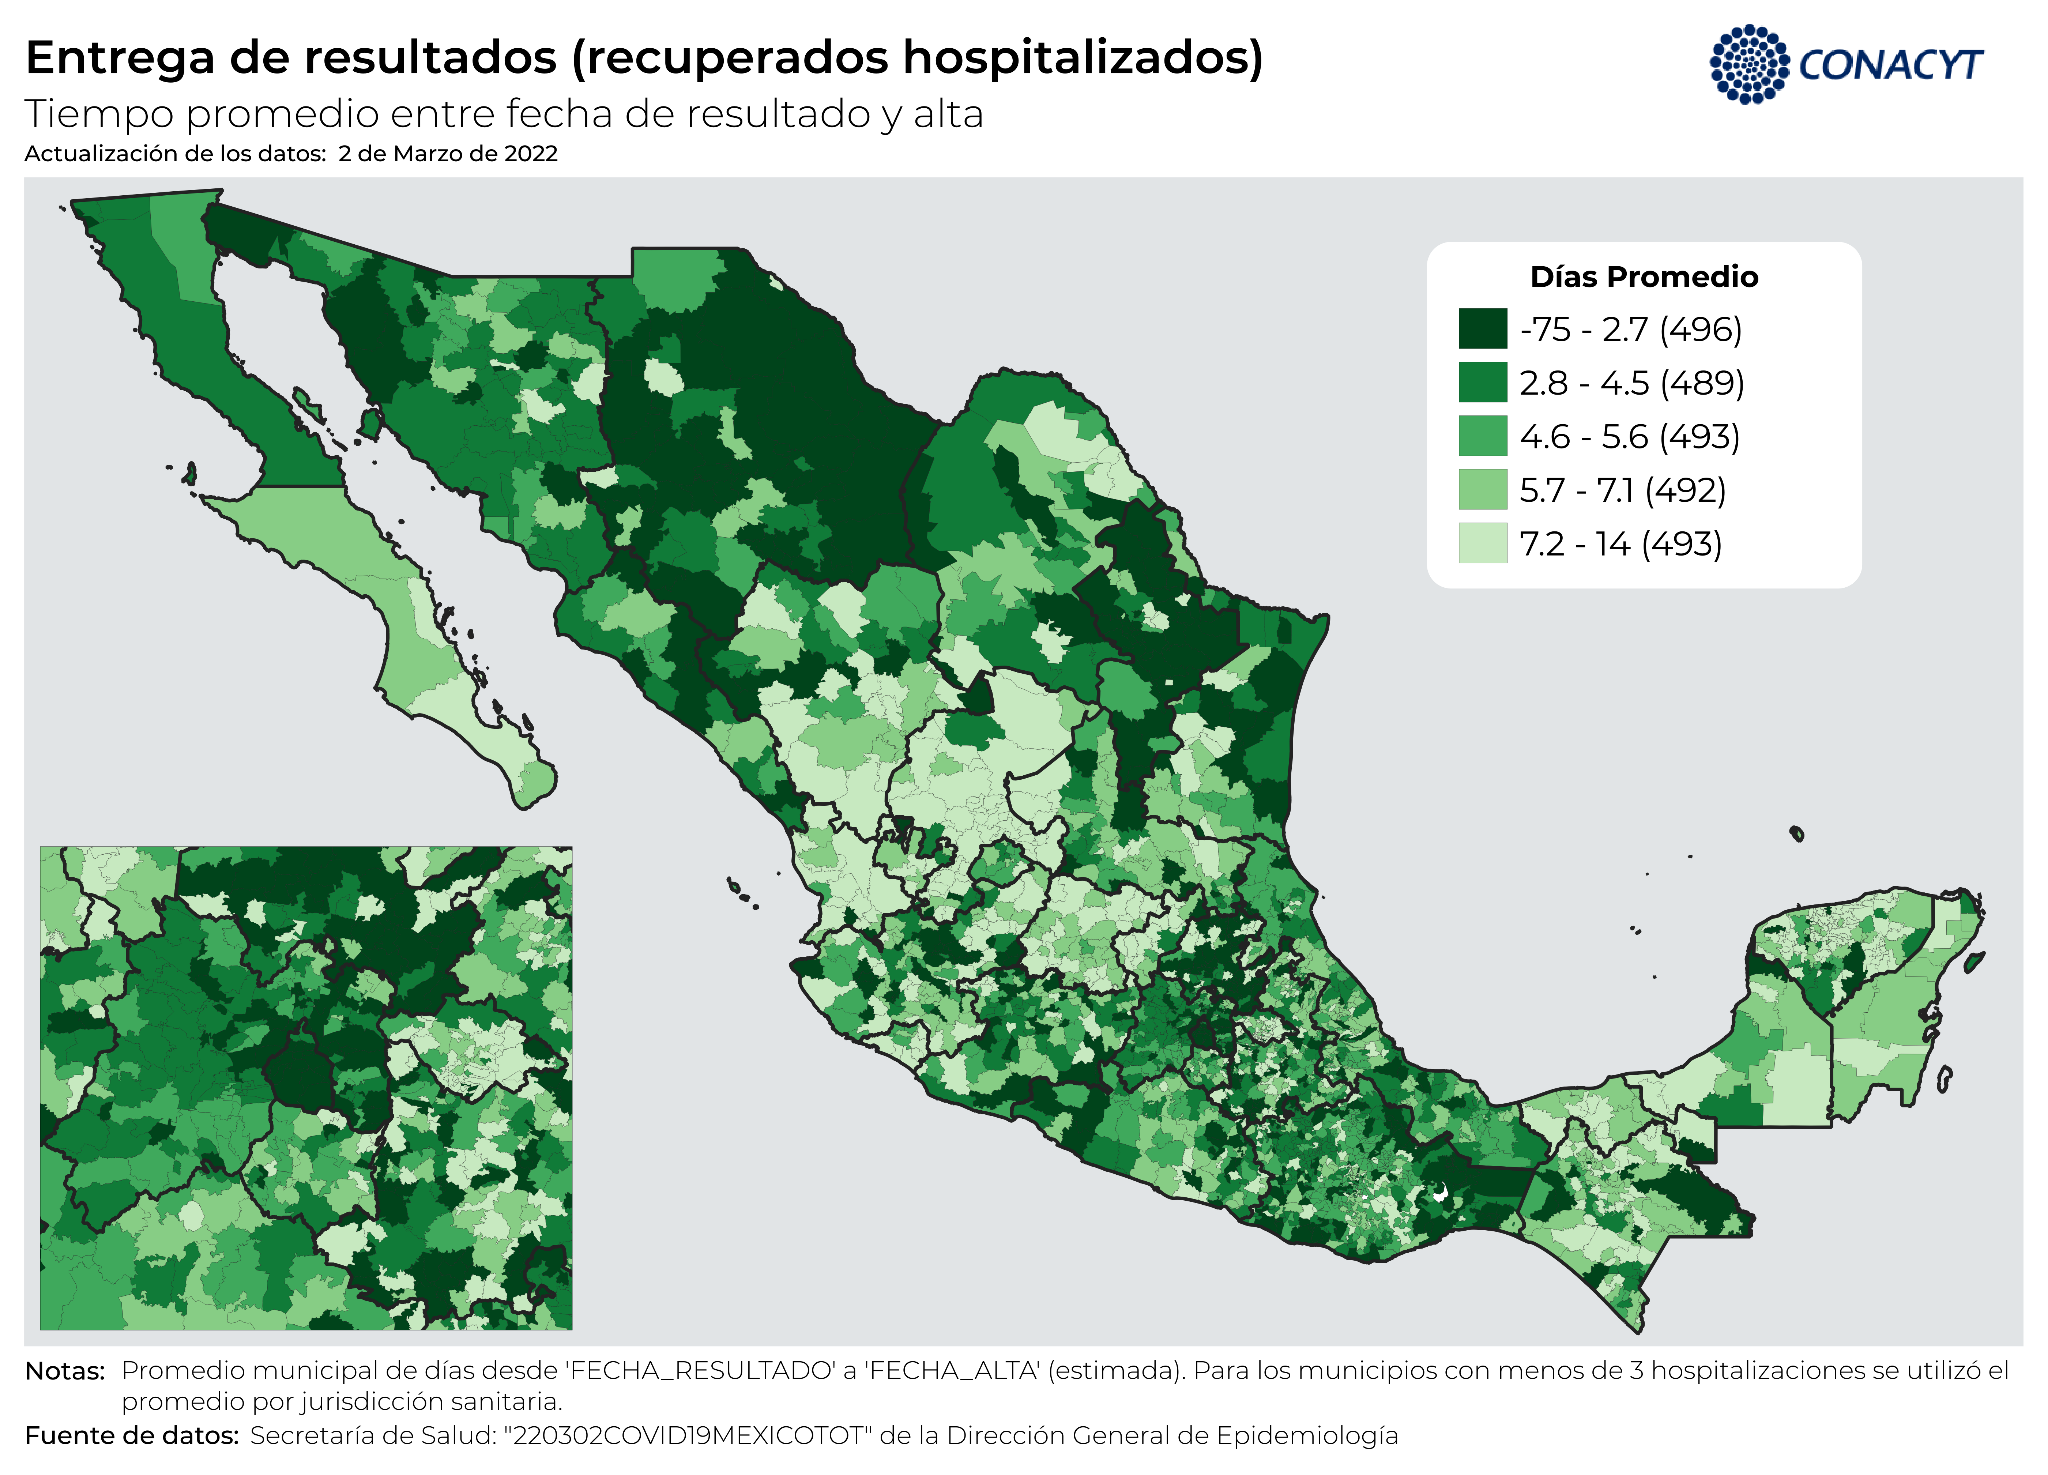 Entrega de resultados (recuperados hospitalizados)
CONACYT
Tiempo promedio entre fecha de resultado y alta
Actualización de los datos: 2 de Marzo de 2022
Días Promedio
-75 - 2.7 (496)
2.8 - 4.5 (489)
4.6 - 5.6 (493)
5.7 - 7.1 (492)
7.2 - 14 (493)
Notas: Promedio municipal de días desde 'FECHA_RESULTADO' a 'FECHA_ALTA' (estimada). Para los municipios con menos de 3 hospitalizaciones se utilizó el
promedio por jurisdicción sanitaria.
Fuente de datos: Secretaría de Salud: "220302COVID19MEXICOTOT" de la Dirección General de Epidemiología